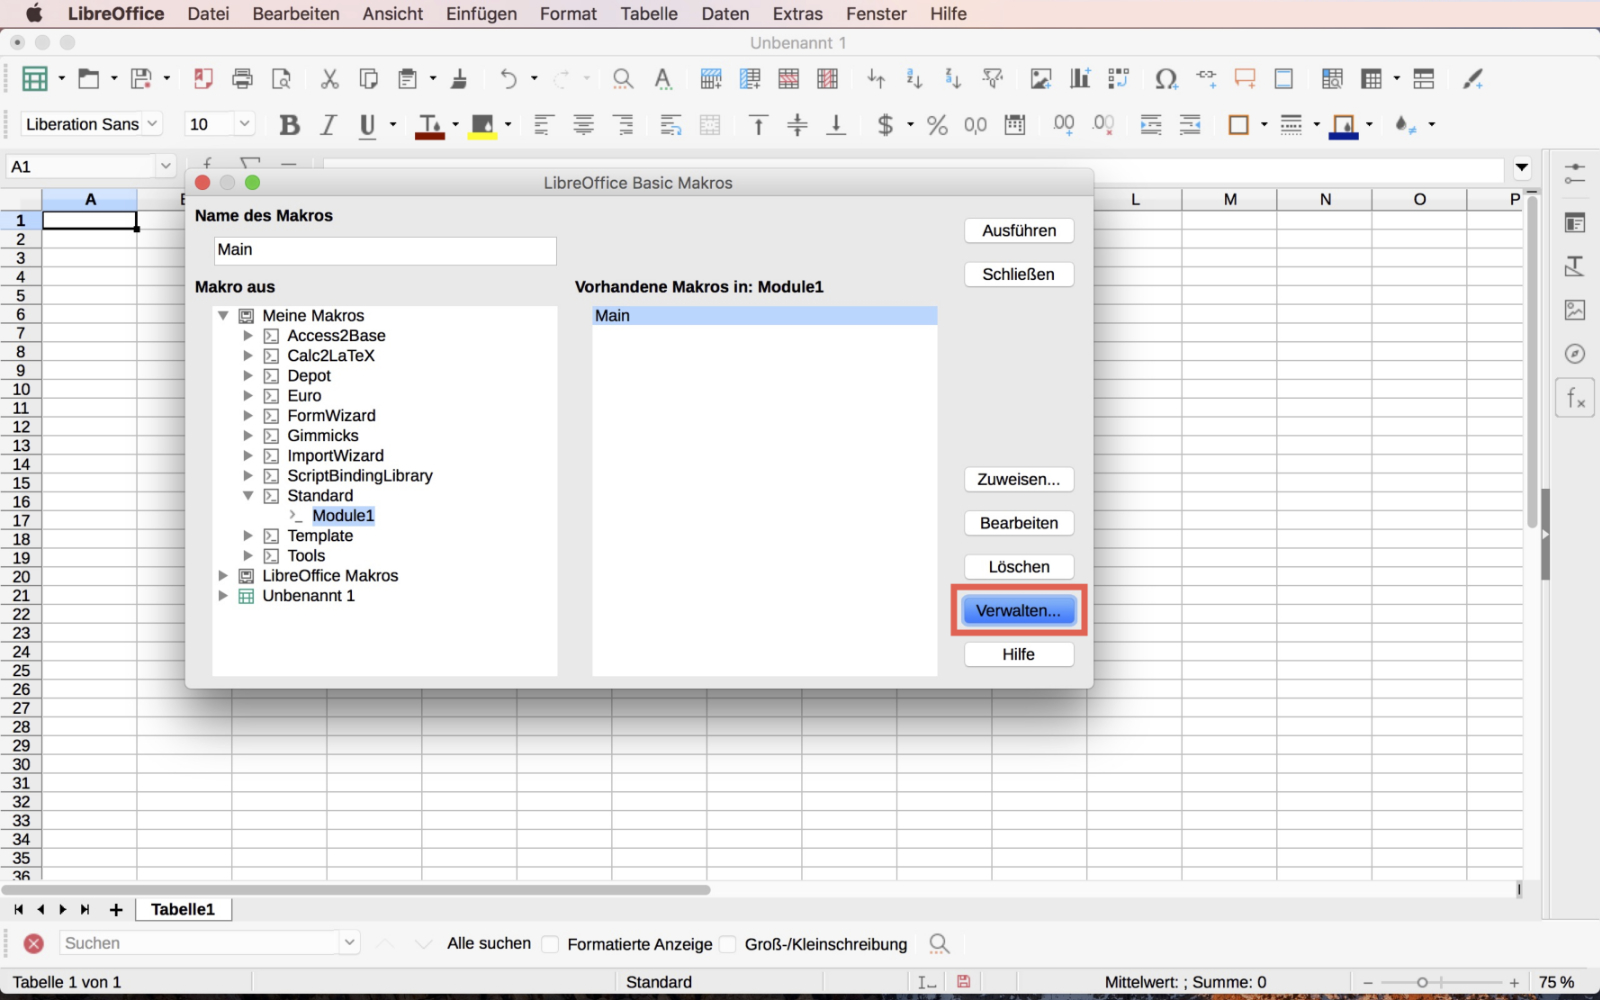 LibreOffice Datei Bearbeiten Ansicht Einfügen Format Tabelle Daten Extras Fenster Hilfe
Unbenannt 1
Liberation Sans 10 B I U $ % 0,0 00 00
A1
A L M N O P
LibreOffice Basic Makros
Name des Makros
Main
Ausführen
Schließen
Makro aus
Vorhandene Makros in: Module1
Meine Makros
Access2Base
Calc2LaTeX
Depot
Euro
FormWizard
Gimmicks
ImportWizard
ScriptBindingLibrary
Standard
Module1
Template
Tools
LibreOffice Makros
Unbenannt 1
Main
Zuweisen...
Bearbeiten
Löschen
Verwalten...
Hilfe
1
2
3
4
5
6
7
8
9
10
11
12
13
14
15
16
17
18
19
20
21
22
23
24
25
26
27
28
29
30
31
32
33
34
35
36
Tabelle1
Suchen Alle suchen Formatierte Anzeige Groß-/Kleinschreibung
Tabelle 1 von 1 Standard Mittelwert: ; Summe: 0 75 %